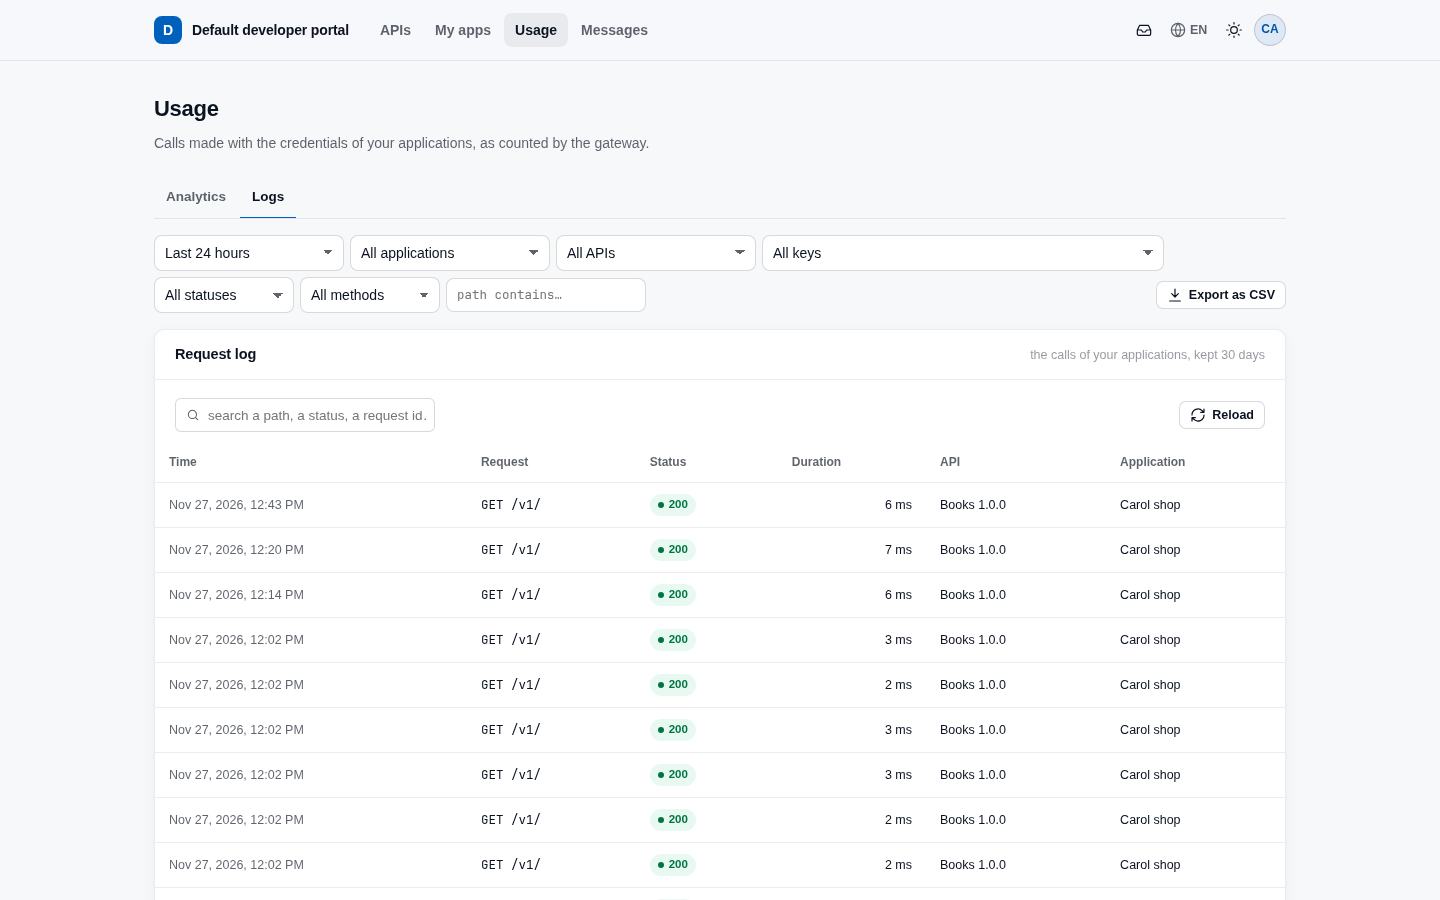 D Default developer portal APIs My apps Usage Messages EN CA
Usage
Calls made with the credentials of your applications, as counted by the gateway.
Analytics Logs
Last 24 hours All applications All APIs All keys
All statuses All methods path contains… Export as CSV
Request log the calls of your applications, kept 30 days
search a path, a status, a request id. Reload
Time Request Status Duration API Application
Nov 27, 2026, 12:43 PM GET /v1/ 200 6 ms Books 1.0.0 Carol shop
Nov 27, 2026, 12:20 PM GET /v1/ 200 7 ms Books 1.0.0 Carol shop
Nov 27, 2026, 12:14 PM GET /v1/ 200 6 ms Books 1.0.0 Carol shop
Nov 27, 2026, 12:02 PM GET /v1/ 200 3 ms Books 1.0.0 Carol shop
Nov 27, 2026, 12:02 PM GET /v1/ 200 2 ms Books 1.0.0 Carol shop
Nov 27, 2026, 12:02 PM GET /v1/ 200 3 ms Books 1.0.0 Carol shop
Nov 27, 2026, 12:02 PM GET /v1/ 200 3 ms Books 1.0.0 Carol shop
Nov 27, 2026, 12:02 PM GET /v1/ 200 2 ms Books 1.0.0 Carol shop
Nov 27, 2026, 12:02 PM GET /v1/ 200 2 ms Books 1.0.0 Carol shop